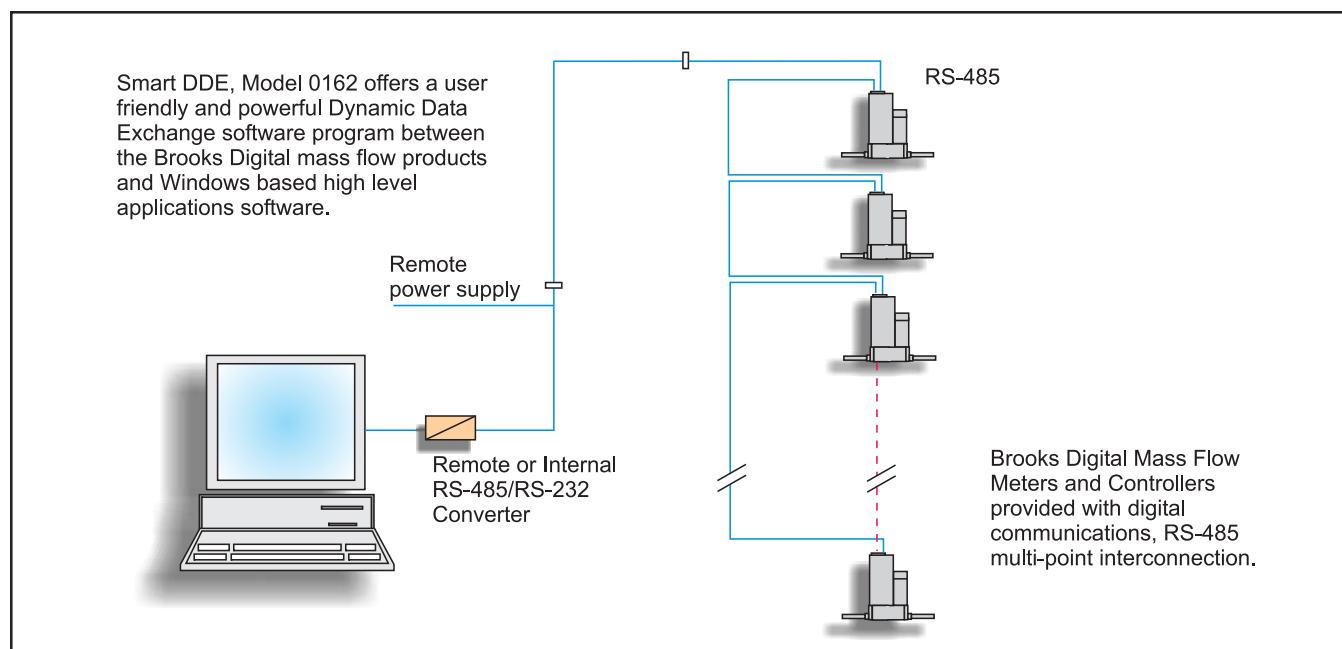 Smart DDE, Model 0162 offers a user
friendly and powerful Dynamic Data
Exchange software program between
the Brooks Digital mass flow products
and Windows based high level
applications software.
RS-485
Remote
power supply
Remote or Internal
RS-485/RS-232
Converter
Brooks Digital Mass Flow
Meters and Controllers
provided with digital
communications, RS-485
multi-point interconnection.